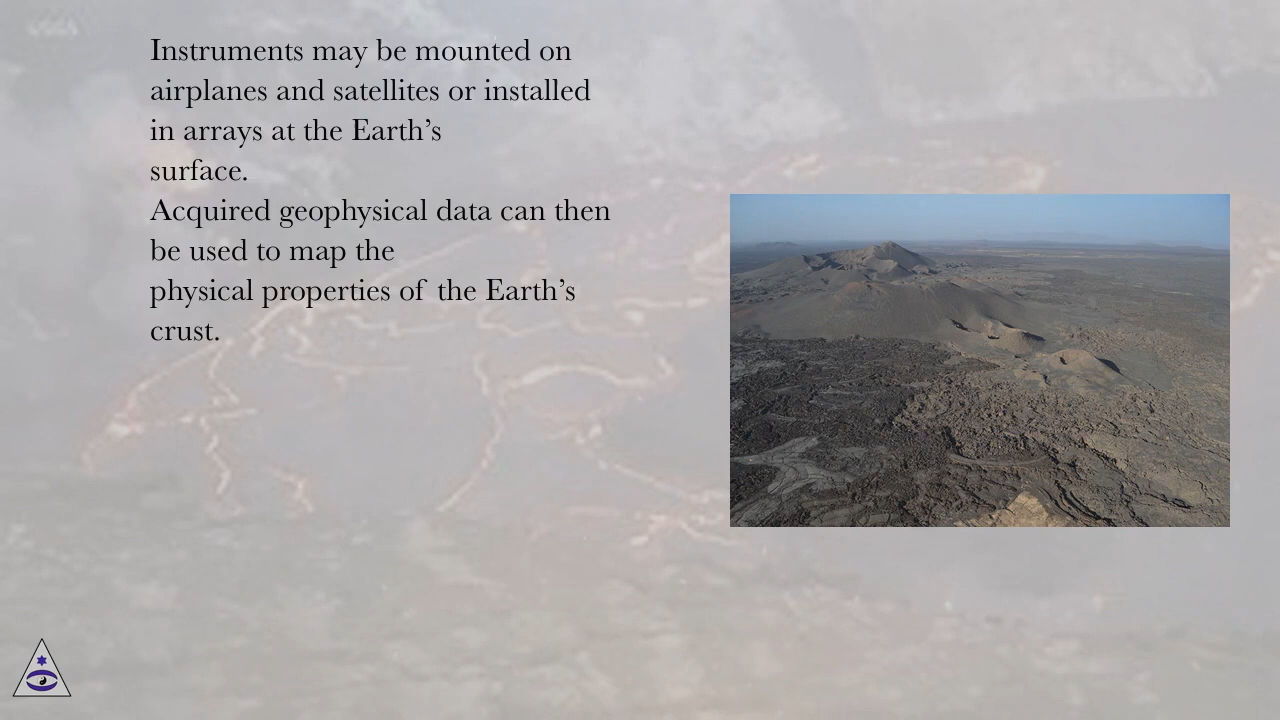 Instruments may be mounted on
airplanes and satellites or installed
in arrays at the Earth’s
surface.
Acquired geophysical data can then
be used to map the
physical properties of the Earth’s
crust.